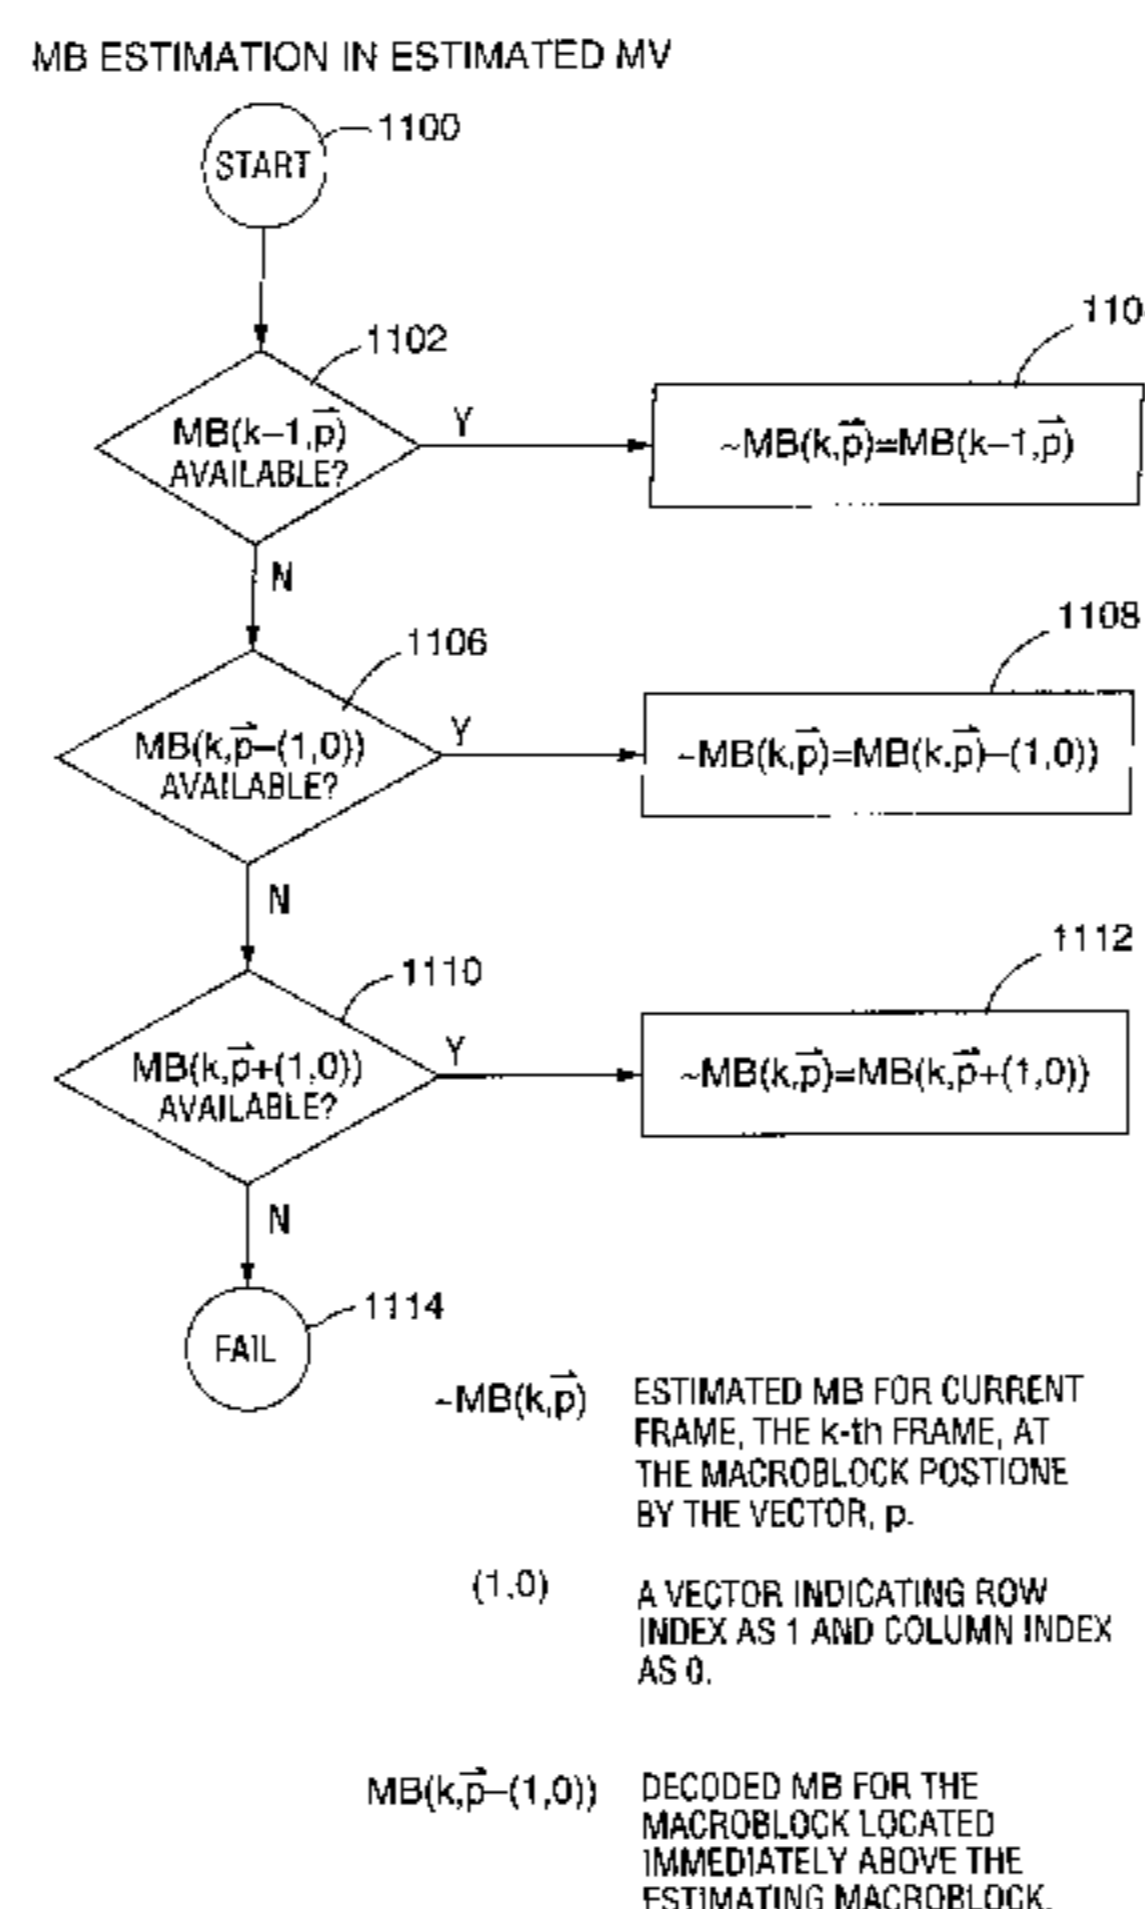 MB ESTIMATION IN ESTIMATED MV
1100
START
1102
110
MB(k−1,p⃗)
AVAILABLE?
Y
~MB(k,p⃗)=MB(k−1,p⃗)
N
1106
1108
MB(k,p⃗−(1,0))
AVAILABLE?
Y
~MB(k,p⃗)=MB(k,p⃗)−(1,0))
N
1110
1112
MB(k,p⃗+(1,0))
AVAILABLE?
Y
~MB(k,p⃗)=MB(k,p⃗+(1,0))
N
1114
FAIL
~MB(k,p⃗) ESTIMATED MB FOR CURRENT
FRAME, THE k-th FRAME, AT
THE MACROBLOCK POSTIONE
BY THE VECTOR, p.
(1,0) A VECTOR INDICATING ROW
INDEX AS 1 AND COLUMN INDEX
AS 0.
MB(k,p⃗−(1,0)) DECODED MB FOR THE
MACROBLOCK LOCATED
IMMEDIATELY ABOVE THE
ESTIMATING MACROBLOCK.